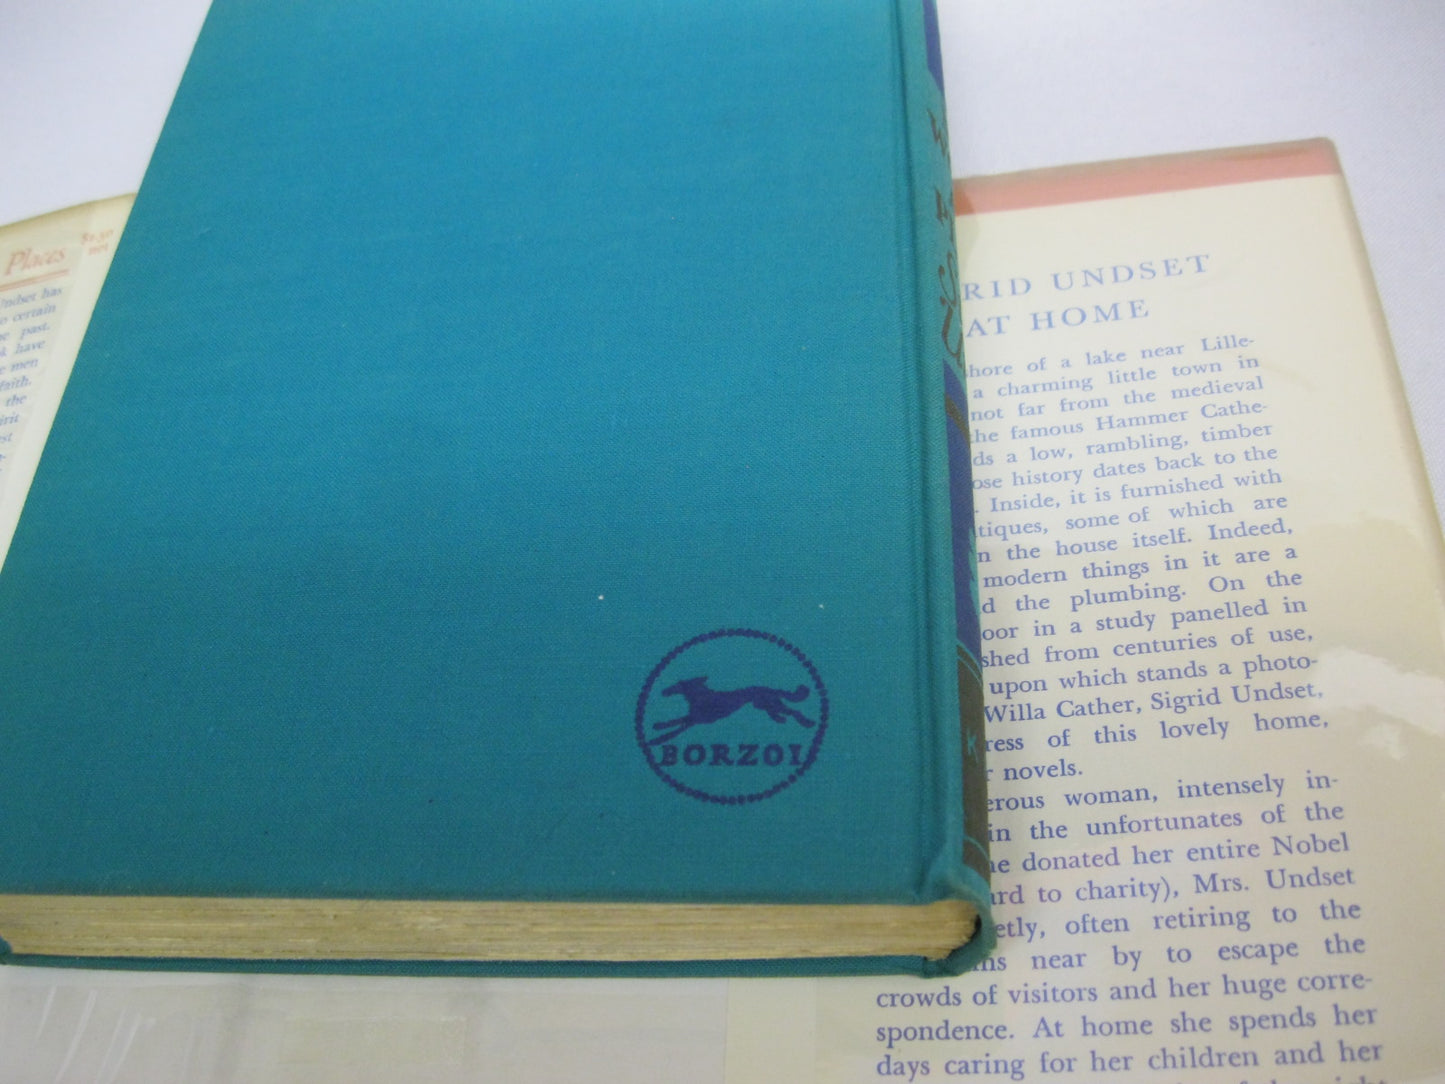 Places
$2.50
net
Undset has
to certain
past.
have
men
faith.
the
BORZOI
K
RID UNDSET
AT HOME
hore of a lake near Lille-
a charming little town in
not far from the medieval
the famous Hammer Cathe-
ds a low, rambling, timber
ose history dates back to the
. Inside, it is furnished with
tiques, some of which are
n the house itself. Indeed,
modern things in it are a
d the plumbing. On the
oor in a study panelled in
shed from centuries of use,
upon which stands a photo-
Willa Cather, Sigrid Undset,
ress of this lovely home,
r novels.
erous woman, intensely in-
in the unfortunates of the
he donated her entire Nobel
ard to charity), Mrs. Undset
etly, often retiring to the
ns near by to escape the
crowds of visitors and her huge corre-
spondence. At home she spends her
days caring for her children and her